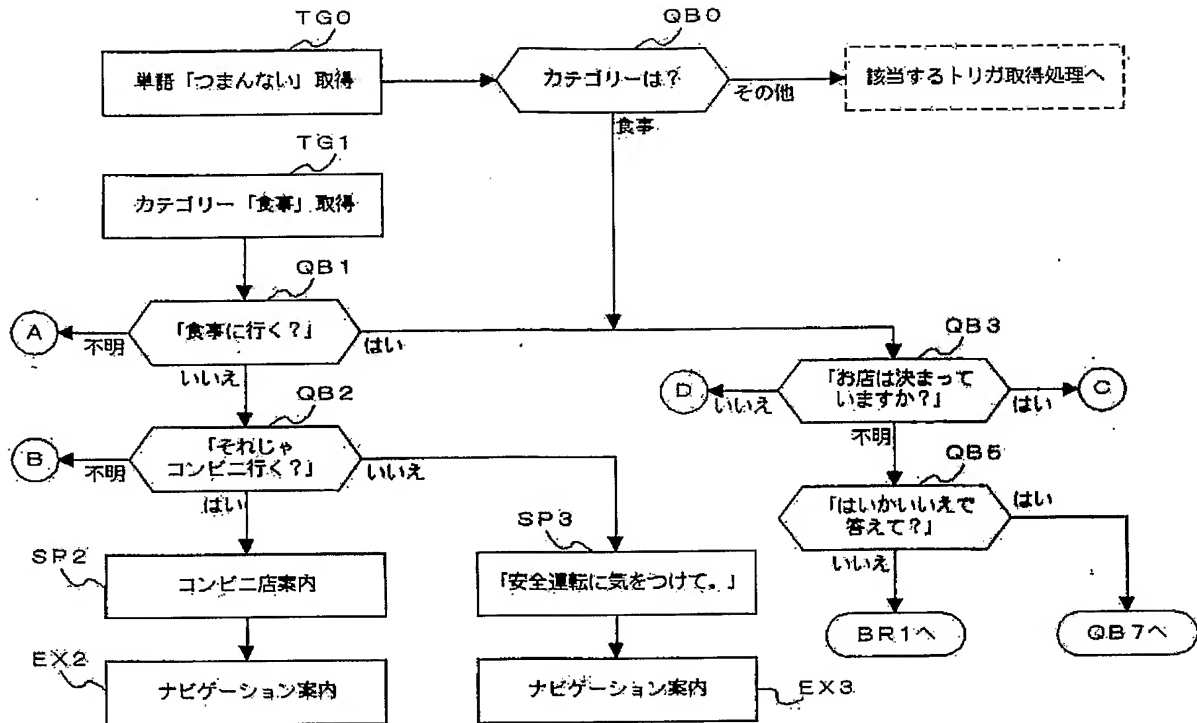 TG0
QB0
単語「つまんない」取得
カテゴリーは?
その他
該当するトリガ取得処理へ
食事
TG1
カテゴリー「食事」取得
QB1
「食事に行く?」
A
不明
はい
いいえ
QB3
「お店は決まって
いますか?」
D
いいえ
はい
C
不明
QB2
「それじゃ
コンビニ行く?」
B
不明
いいえ
はい
QB5
「はいかいいえで
答えて?」
はい
いいえ
SP2
コンビニ店案内
SP3
「安全運転に気をつけて。」
BR1へ
QB7へ
EX2
ナビゲーション案内
ナビゲーション案内
EX3